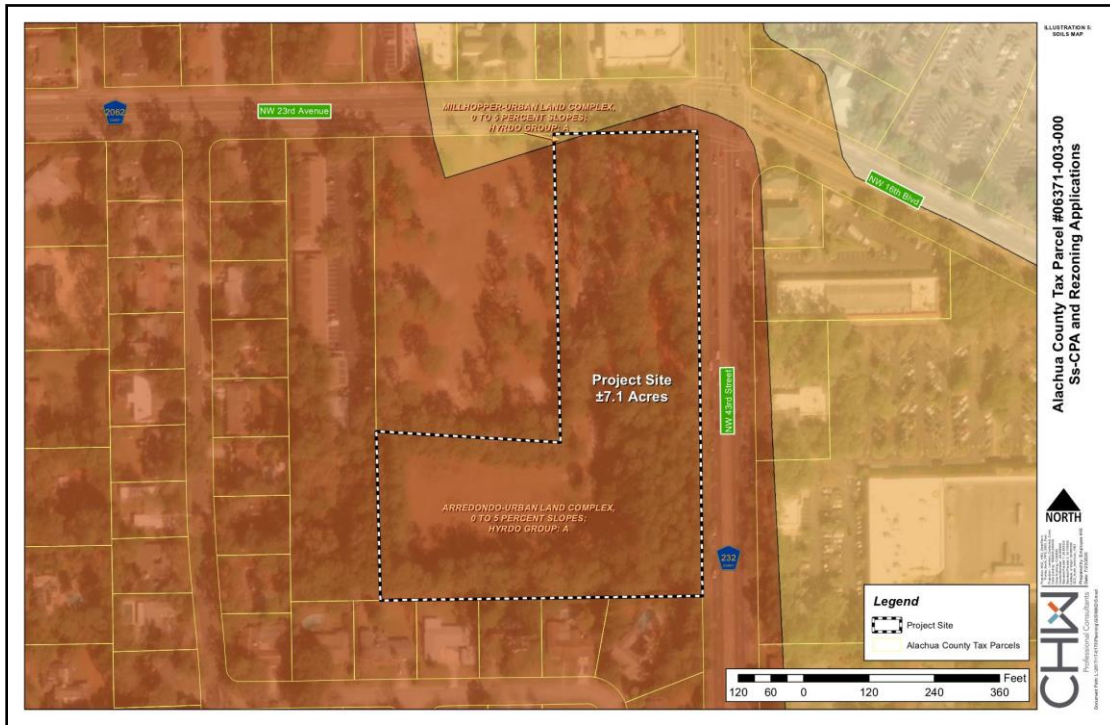 ILLUSTRATION 5:
SOILS MAP
2062
NW 23rd Avenue
MILLHOPPER-URBAN LAND COMPLEX,
0 TO 5 PERCENT SLOPES;
HYRDO GROUP: A
NW 16th Blvd
Alachua County Tax Parcel #06371-003-000
Ss-CPA and Rezoning Applications
Project Site
±7.1 Acres
NW 43rd Street
ARREDONDO-URBAN LAND COMPLEX,
0 TO 5 PERCENT SLOPES;
HYRDO GROUP: A
232
NORTH
Legend
Project Site
Alachua County Tax Parcels
Feet
120 60 0 120 240 360
CHW
Professional Consultants